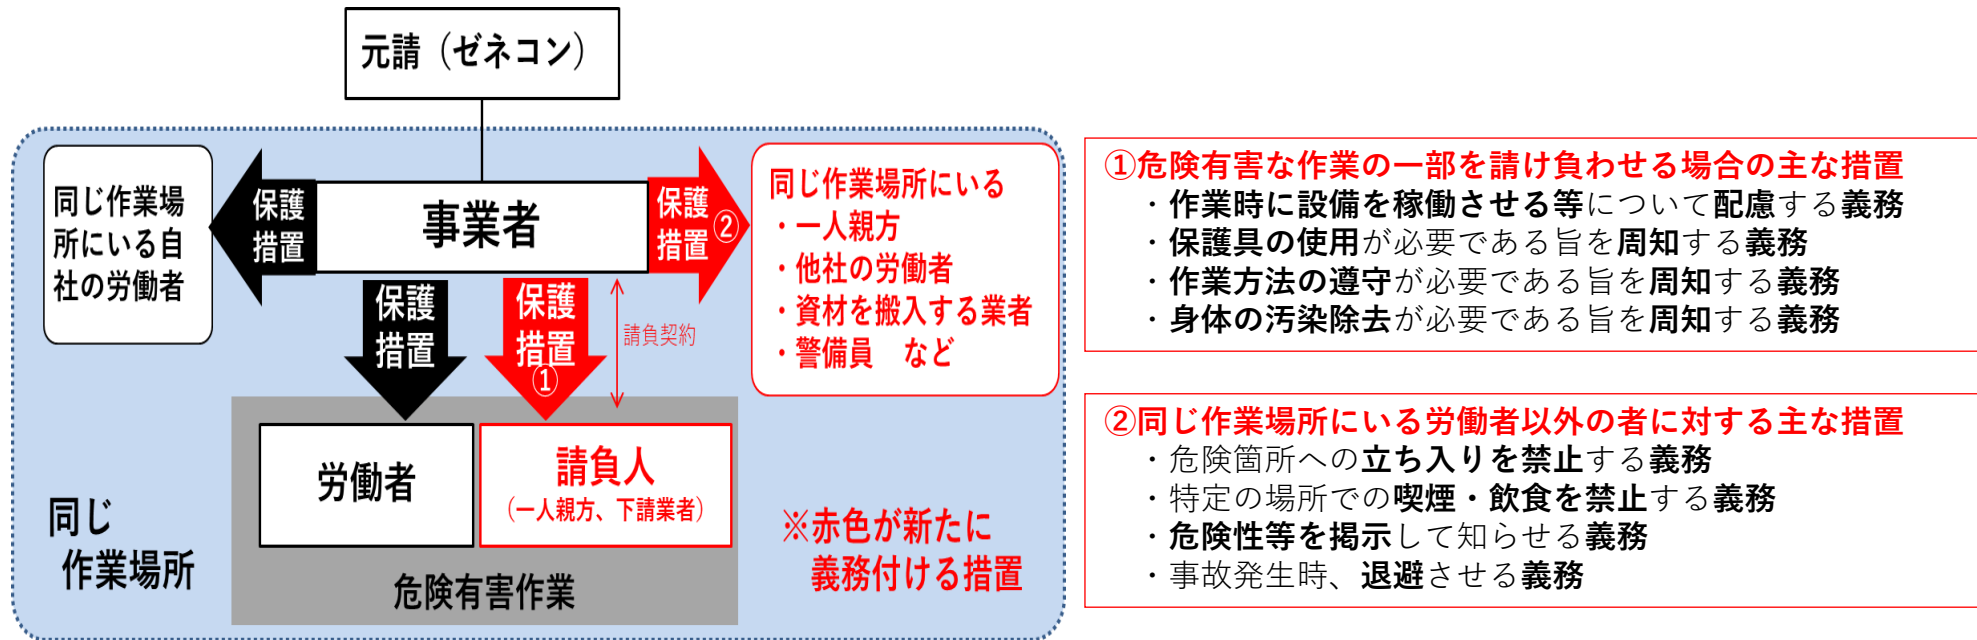 元請（ゼネコン）
同じ作業場
所にいる自
社の労働者
保護
措置
事業者
保護
措置②
同じ作業場所にいる
・一人親方
・他社の労働者
・資材を搬入する業者
・警備員　など
保護
措置
保護
措置
①
請負契約
労働者
請負人
（一人親方、下請業者）
危険有害作業
同じ
作業場所
※赤色が新たに
義務付ける措置
①危険有害な作業の一部を請け負わせる場合の主な措置
・作業時に設備を稼働させる等について配慮する義務
・保護具の使用が必要である旨を周知する義務
・作業方法の遵守が必要である旨を周知する義務
・身体の汚染除去が必要である旨を周知する義務
②同じ作業場所にいる労働者以外の者に対する主な措置
・危険箇所への立ち入りを禁止する義務
・特定の場所での喫煙・飲食を禁止する義務
・危険性等を掲示して知らせる義務
・事故発生時、退避させる義務